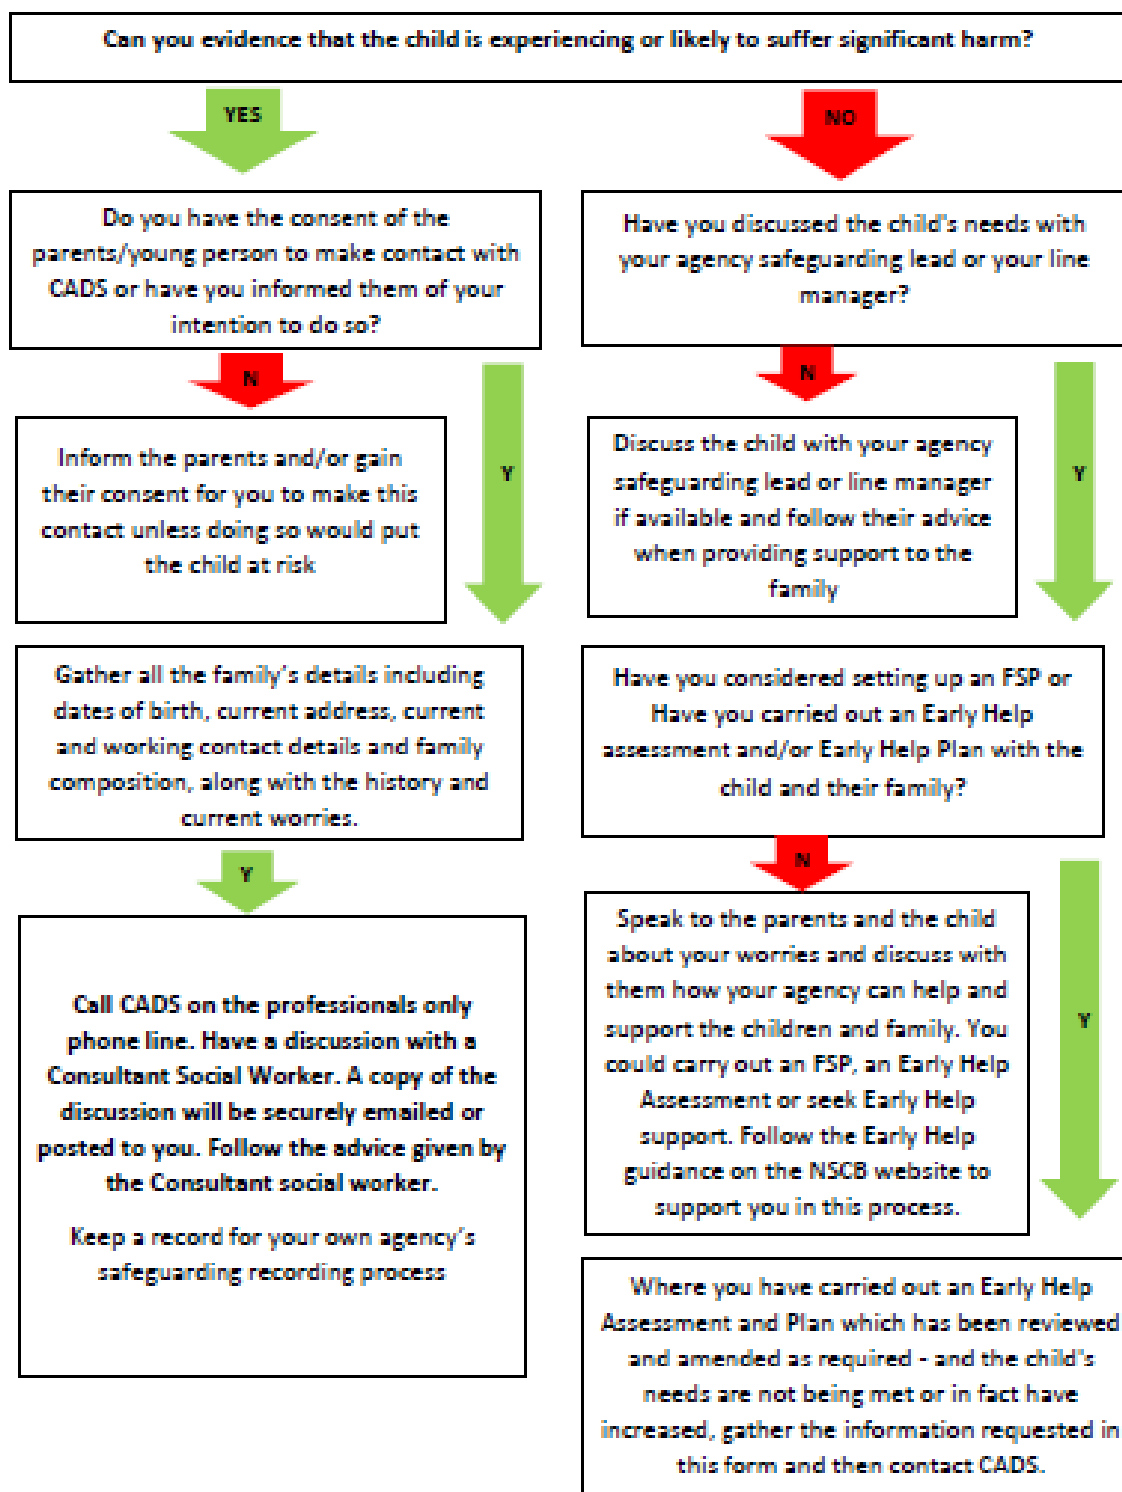 Can you evidence that the child is experiencing or likely to suffer significant harm?
YES
NO
Do you have the consent of the
parents/young person to make contact with
CADS or have you informed them of your
intention to do so?
Have you discussed the child's needs with
your agency safeguarding lead or your line
manager?
N
Y
N
Y
Inform the parents and/or gain
their consent for you to make this
contact unless doing so would put
the child at risk
Discuss the child with your agency
safeguarding lead or line manager
if available and follow their advice
when providing support to the
family
Gather all the family's details including
dates of birth, current address, current
and working contact details and family
composition, along with the history and
current worries.
Have you considered setting up an FSP or
Have you carried out an Early Help
assessment and/or Early Help Plan with the
child and their family?
Y
N
Y
Call CADS on the professionals only
phone line. Have a discussion with a
Consultant Social Worker. A copy of the
discussion will be securely emailed or
posted to you. Follow the advice given by
the Consultant social worker.
Keep a record for your own agency's
safeguarding recording process
Speak to the parents and the child
about your worries and discuss with
them how your agency can help and
support the children and family. You
could carry out an FSP, an Early Help
Assessment or seek Early Help
support. Follow the Early Help
guidance on the NSCB website to
support you in this process.
Where you have carried out an Early Help
Assessment and Plan which has been reviewed
and amended as required - and the child's
needs are not being met or in fact have
increased, gather the information requested in
this form and then contact CADS.